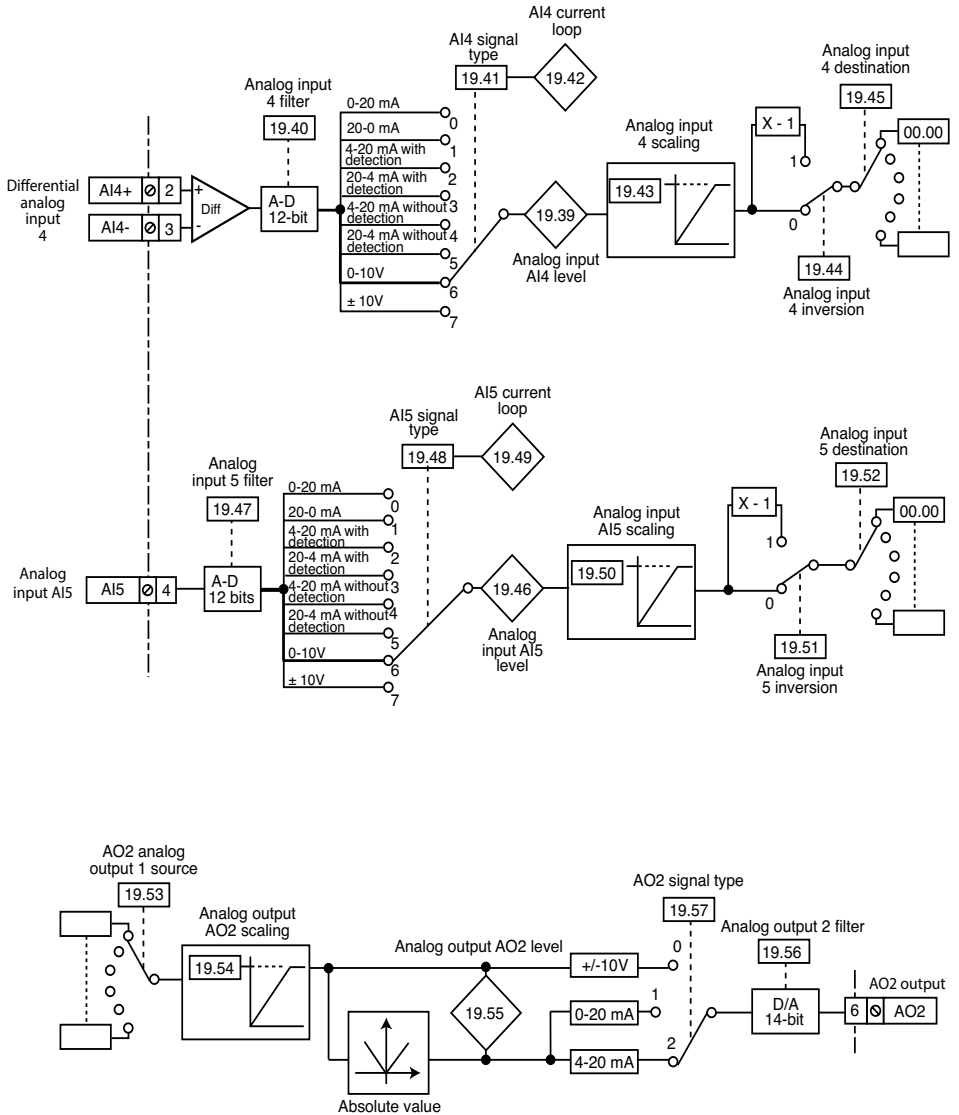 AI4 current
loop
AI4 signal
type
19.41
19.42
Analog input
4 filter
19.40
0-20 mA
0
20-0 mA
1
4-20 mA with
detection
2
20-4 mA with
detection
3
4-20 mA without
detection
4
20-4 mA without
detection
5
0-10V
6
± 10V
7
Differential
analog
input
4
AI4+
2
AI4-
3
+
-
Diff
A-D
12-bit
19.39
Analog input
AI4 level
Analog input
4 scaling
19.43
X - 1
1
0
Analog input
4 destination
19.45
00.00
19.44
Analog input
4 inversion
AI5 current
loop
AI5 signal
type
19.48
19.49
Analog
input 5 filter
19.47
0-20 mA
0
20-0 mA
1
4-20 mA with
detection
2
20-4 mA with
detection
3
4-20 mA without
detection
4
20-4 mA without
detection
5
0-10V
6
± 10V
7
Analog
input AI5
AI5
4
A-D
12 bits
19.46
Analog
input AI5
level
Analog input
AI5 scaling
19.50
X - 1
1
0
Analog input
5 destination
19.52
00.00
19.51
Analog input
5 inversion
AO2 analog
output 1 source
19.53
Analog output
AO2 scaling
19.54
Analog output AO2 level
19.55
Absolute value
+/-10V
0
0-20 mA
1
4-20 mA
2
AO2 signal type
19.57
Analog output 2 filter
19.56
D/A
14-bit
AO2 output
6
AO2